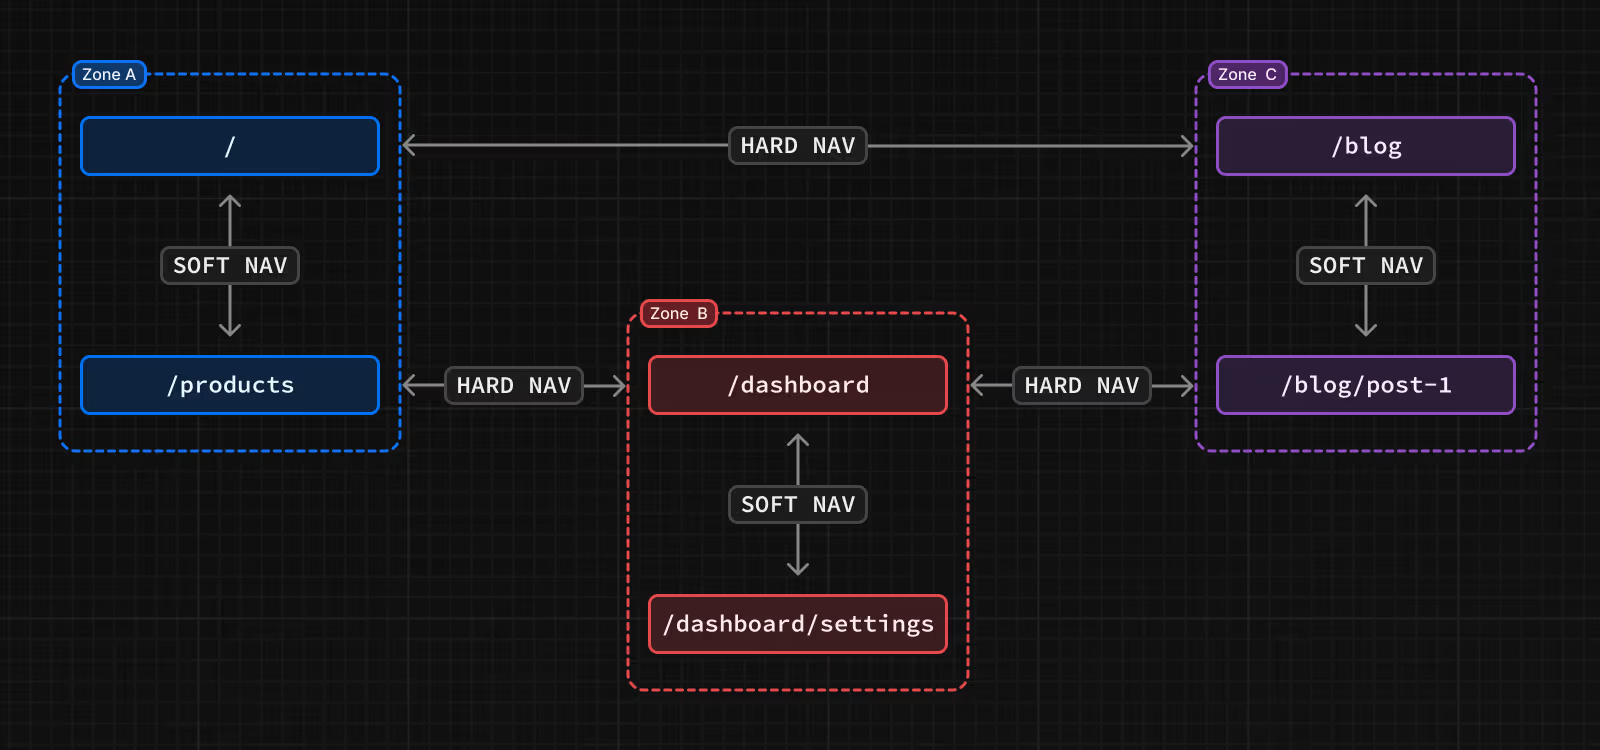 Zone A
Zone C
/
HARD NAV
/blog
SOFT NAV
SOFT NAV
Zone B
/products
HARD NAV
/dashboard
HARD NAV
/blog/post-1
SOFT NAV
/dashboard/settings